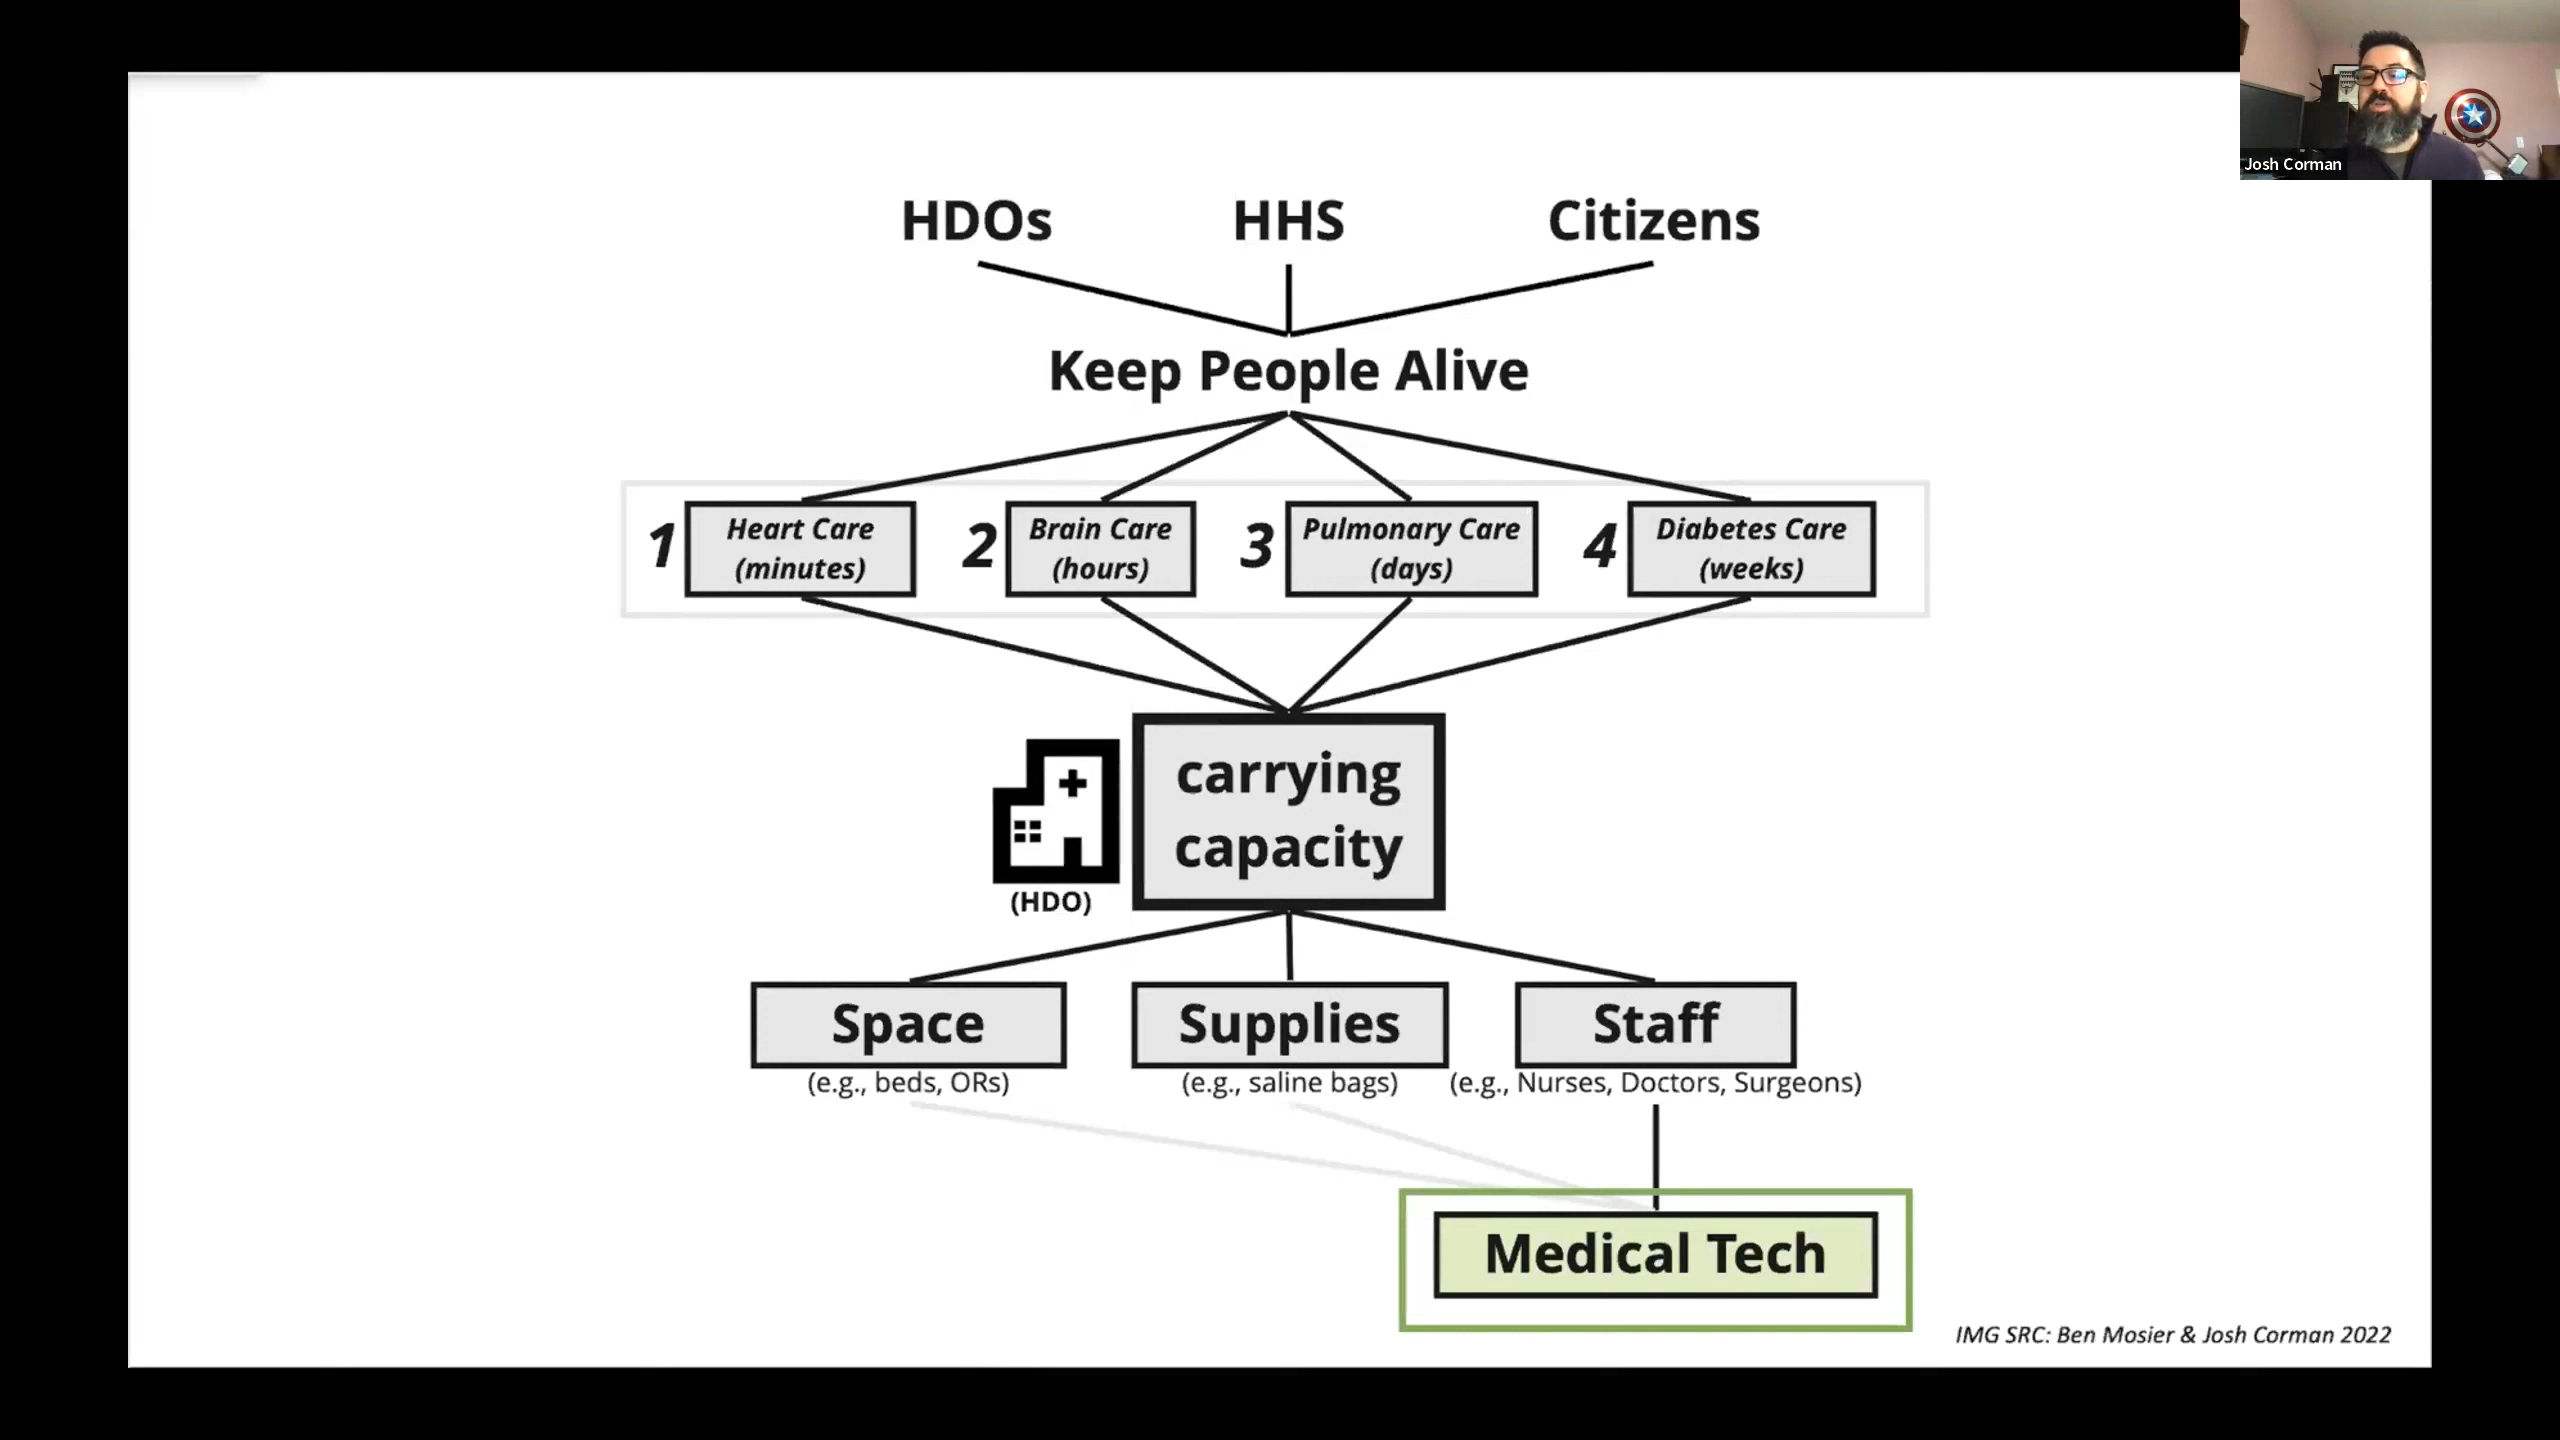 Josh Corman
HDOs HHS Citizens
Keep People Alive
1 Heart Care (minutes)
2 Brain Care (hours)
3 Pulmonary Care (days)
4 Diabetes Care (weeks)
carrying
capacity
(HDO)
Space Supplies Staff
(e.g., beds, ORs) (e.g., saline bags) (e.g., Nurses, Doctors, Surgeons)
Medical Tech
IMG SRC: Ben Mosier & Josh Corman 2022